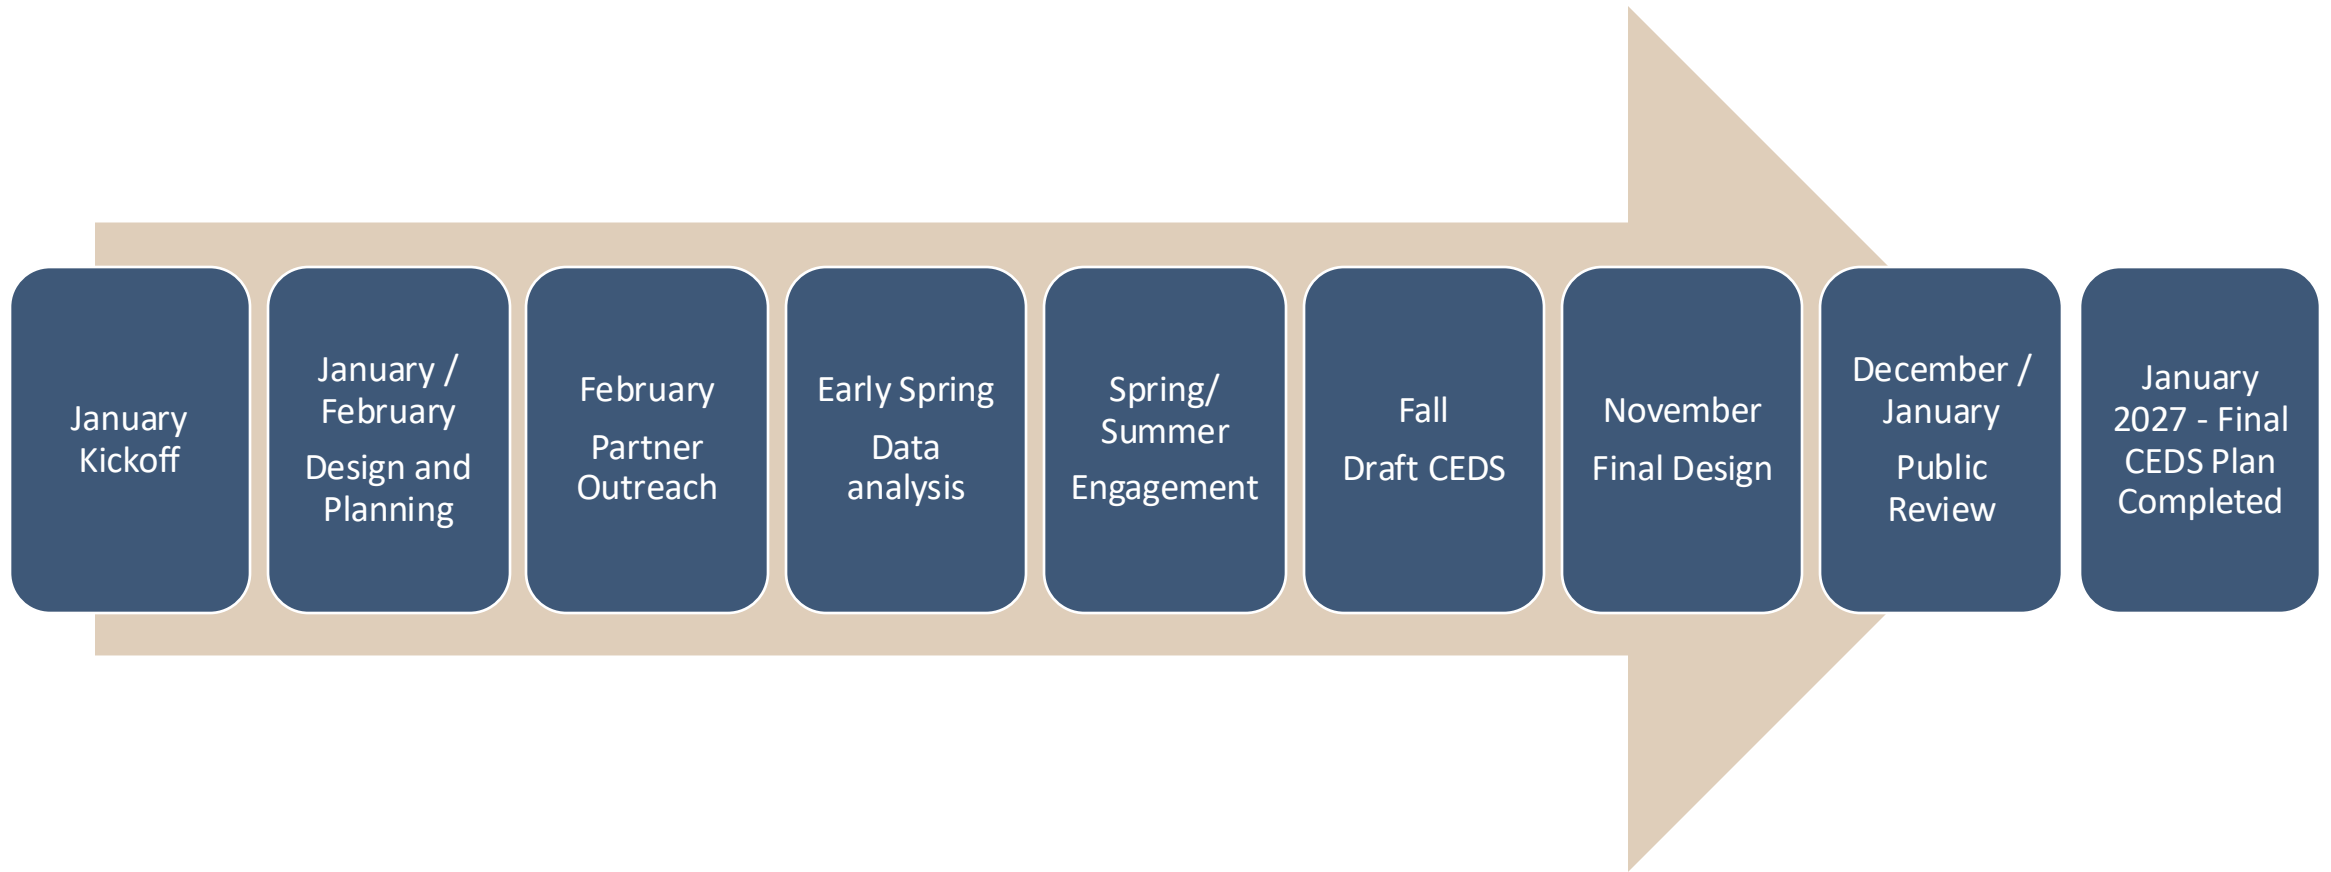 January
Kickoff
January /
February
Design and
Planning
February
Partner
Outreach
Early Spring
Data
analysis
Spring/
Summer
Engagement
Fall
Draft CEDS
November
Final Design
December /
January
Public
Review
January
2027 - Final
CEDS Plan
Completed